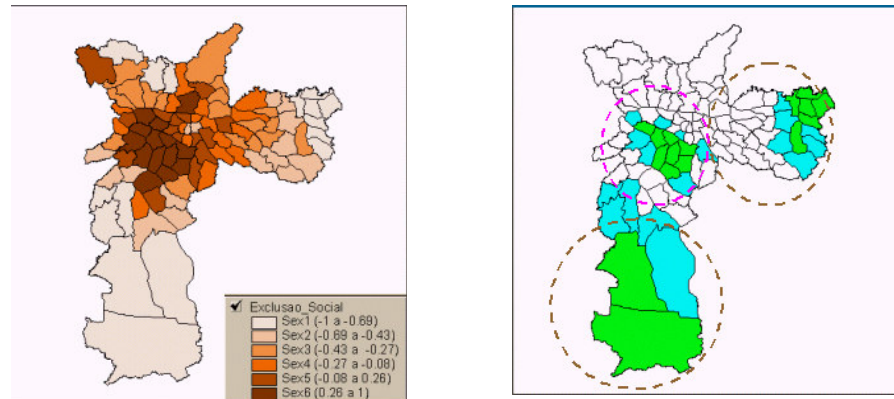 Exclusao_Social
Sex1 (-1 a -0.69)
Sex2 (-0.69 a -0.43)
Sex3 (-0.43 a -0.27)
Sex4 (-0.27 a -0.08)
Sex5 (-0.08 a 0.26)
Sex6 (0.26 a 1)